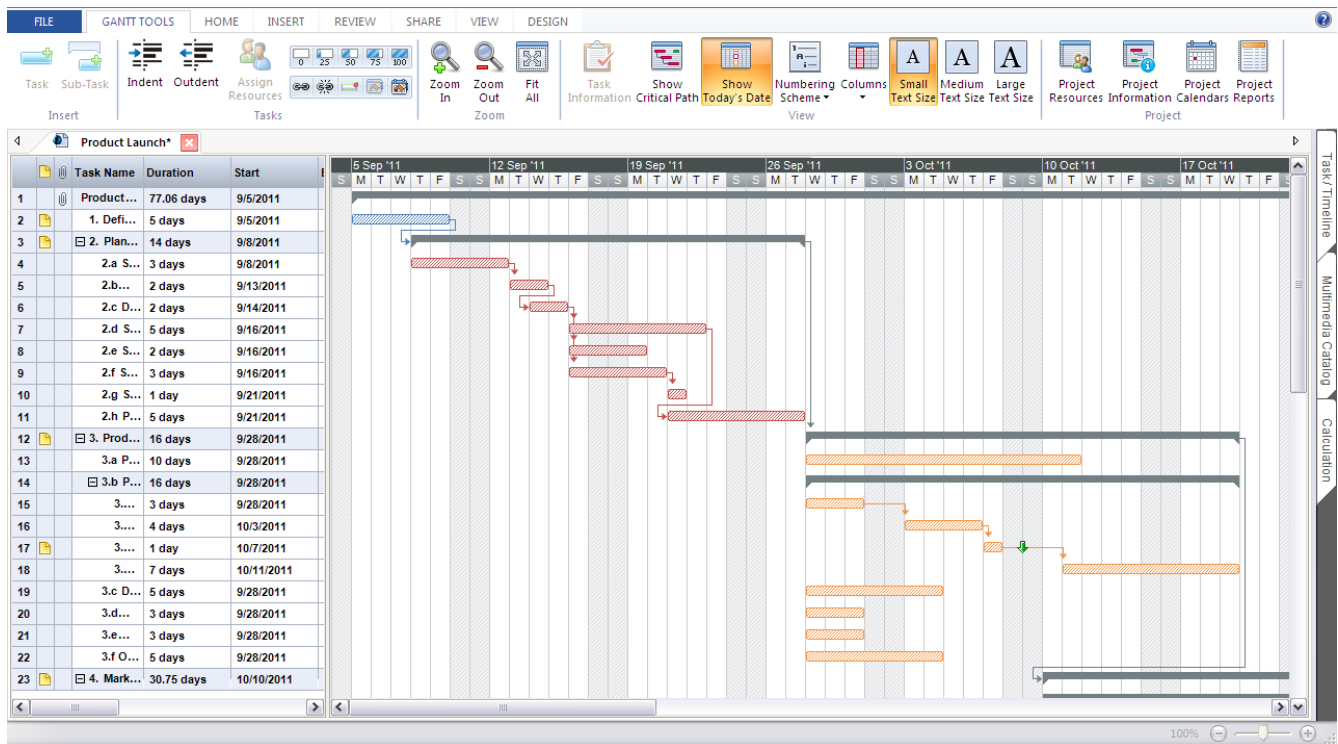 FILE GANTT TOOLS HOME INSERT REVIEW SHARE VIEW DESIGN
0 25 50 75 100
Task Sub-Task Indent Outdent Assign Resources Zoom In Zoom Out Fit All Task Information Show Critical Path Show Today's Date Numbering Scheme Columns A Small Text Size A Medium Text Size A Large Text Size Project Resources Project Information Project Calendars Project Reports
Insert Tasks Zoom View Project
Product Launch*
Task Name Duration Start
5 Sep '11 12 Sep '11 19 Sep '11 26 Sep '11 3 Oct '11 10 Oct '11 17 Oct '11
S M T W T F S S M T W T F S S M T W T F S S M T W T F S S M T W T F S S M T W T F S S M T W T F S
1 Product... 77.06 days 9/5/2011
2 1. Defi... 5 days 9/5/2011
3 2. Plan... 14 days 9/8/2011
4 2.a S... 3 days 9/8/2011
5 2.b... 2 days 9/13/2011
6 2.c D... 2 days 9/14/2011
7 2.d S... 5 days 9/16/2011
8 2.e S... 2 days 9/16/2011
9 2.f S... 3 days 9/16/2011
10 2.g S... 1 day 9/21/2011
11 2.h P... 5 days 9/21/2011
12 3. Prod... 16 days 9/28/2011
13 3.a P... 10 days 9/28/2011
14 3.b P... 16 days 9/28/2011
15 3.... 3 days 9/28/2011
16 3.... 4 days 10/3/2011
17 3.... 1 day 10/7/2011
18 3.... 7 days 10/11/2011
19 3.c D... 5 days 9/28/2011
20 3.d... 3 days 9/28/2011
21 3.e... 3 days 9/28/2011
22 3.f O... 5 days 9/28/2011
23 4. Mark... 30.75 days 10/10/2011
Task / Timeline
Multimedia Catalog
Calculation
100%